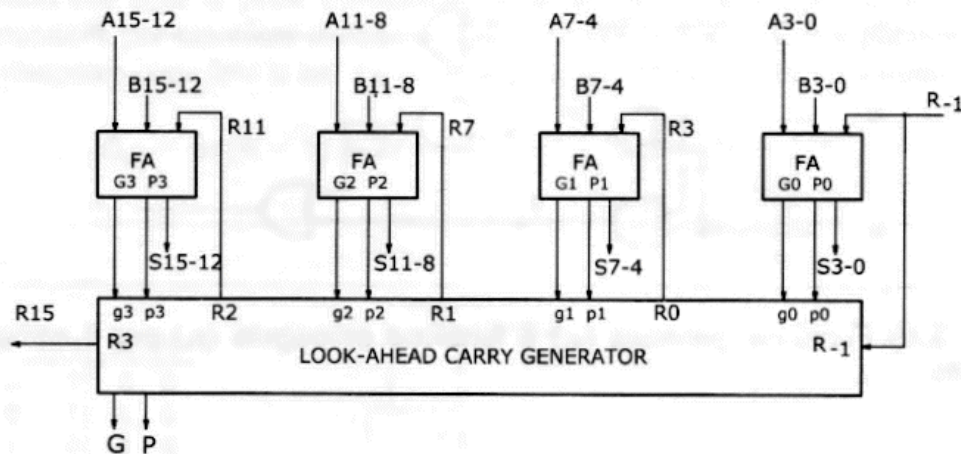 A15-12 A11-8 A7-4 A3-0
B15-12 B11-8 B7-4 B3-0
R11 R7 R3 R-1
FA FA FA FA
G3 P3 G2 P2 G1 P1 G0 P0
S15-12 S11-8 S7-4 S3-0
R15 g3 p3 R2 g2 p2 R1 g1 p1 R0 g0 p0
R3 LOOK-AHEAD CARRY GENERATOR R-1
G P